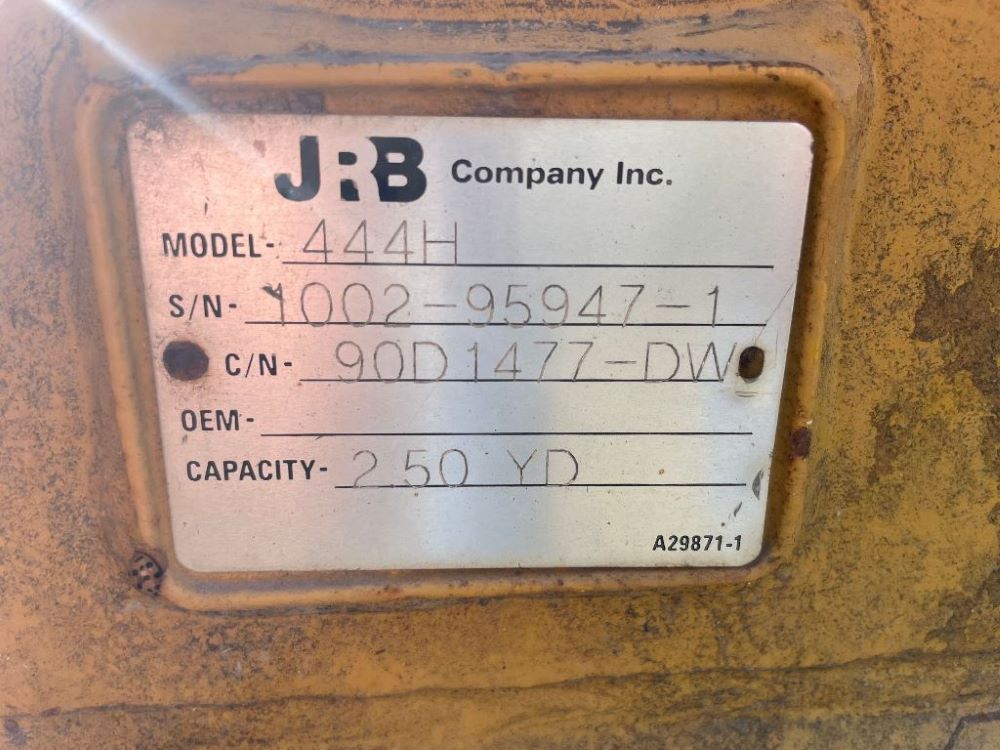 JRB Company Inc.
MODEL- 444H
S/N- 1002-95947-1
C/N- 90D1477-DW
OEM-
CAPACITY- 2.50 YD
A29871-1